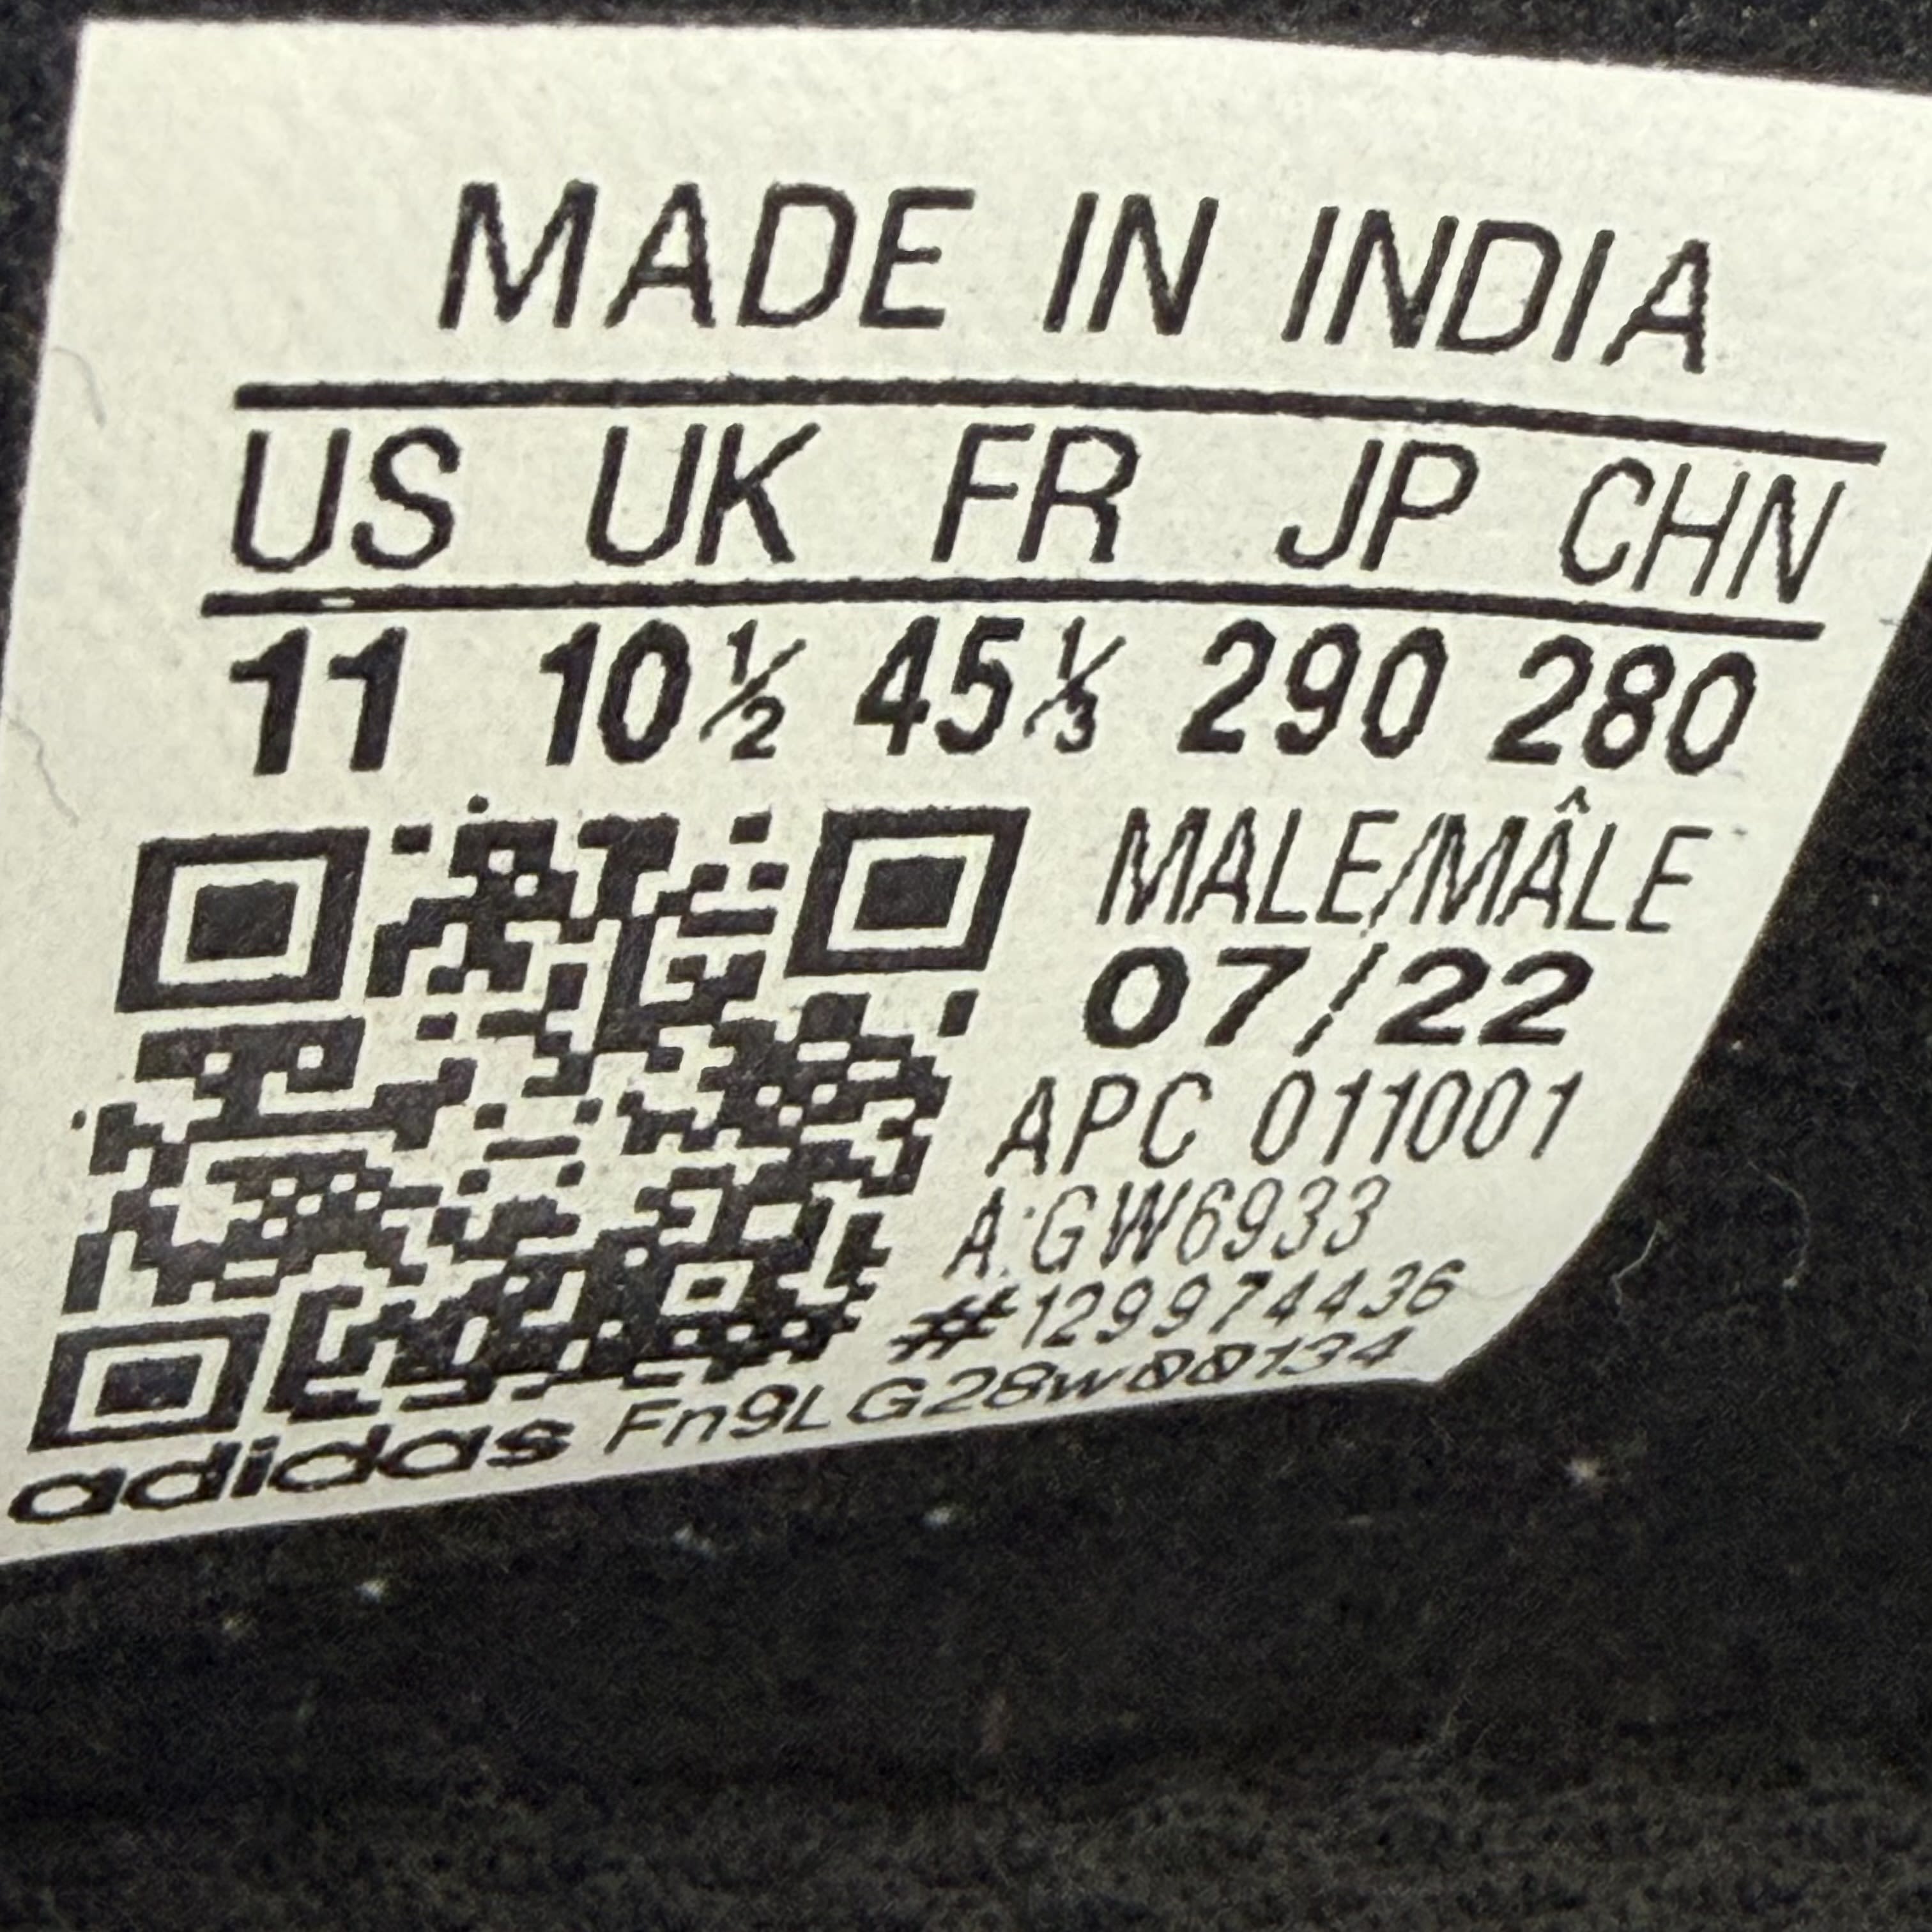 MADE IN INDIA
US UK FR JP CHN
11 10½ 45⅓ 290 280
MALE/MÂLE
07/22
APC 011001
A:GW6933
#129974436
adidas Fn9LG28w00134